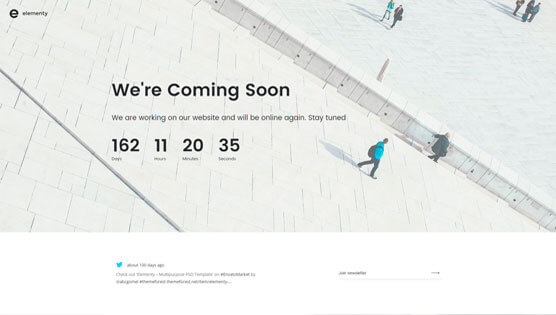 elementy
We're Coming Soon
We are working on our website and will be online again. Stay tuned
162 11 20 35
Days Hours Minutes Seconds
about 100 days ago
Check out 'Elementy - Multipurpose PSD Template' on #EnvatoMarket by
#themeforest themeforest.net/item/elementy-...
Join newsletter